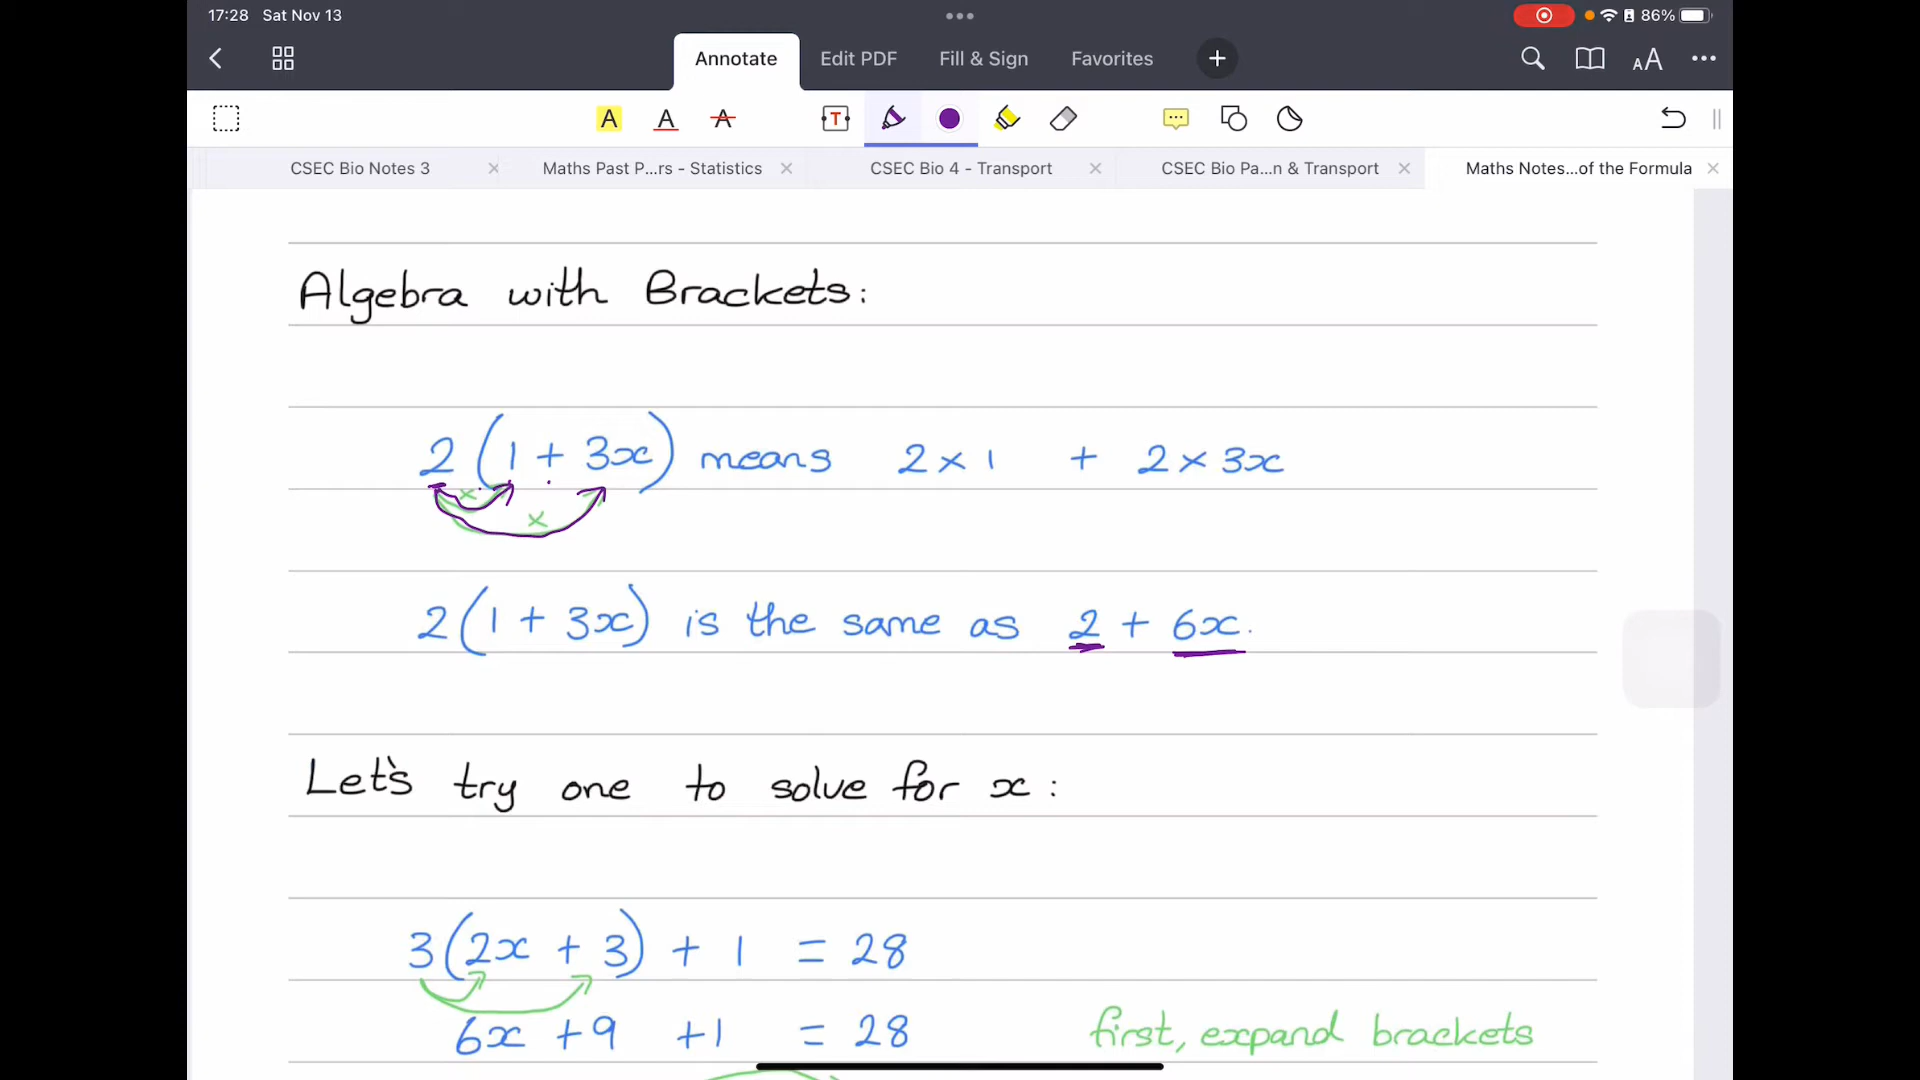 17:28 Sat Nov 13
86%
Annotate Edit PDF Fill & Sign Favorites
CSEC Bio Notes 3 Maths Past P...rs - Statistics CSEC Bio 4 - Transport CSEC Bio Pa...n & Transport Maths Notes...of the Formula
Algebra with Brackets:
2(1 + 3x) means 2 × 1 + 2 × 3x
x
x
2(1 + 3x) is the same as 2 + 6x.
Let's try one to solve for x :
3(2x + 3) + 1 = 28
6x +9 +1 = 28 first, expand brackets